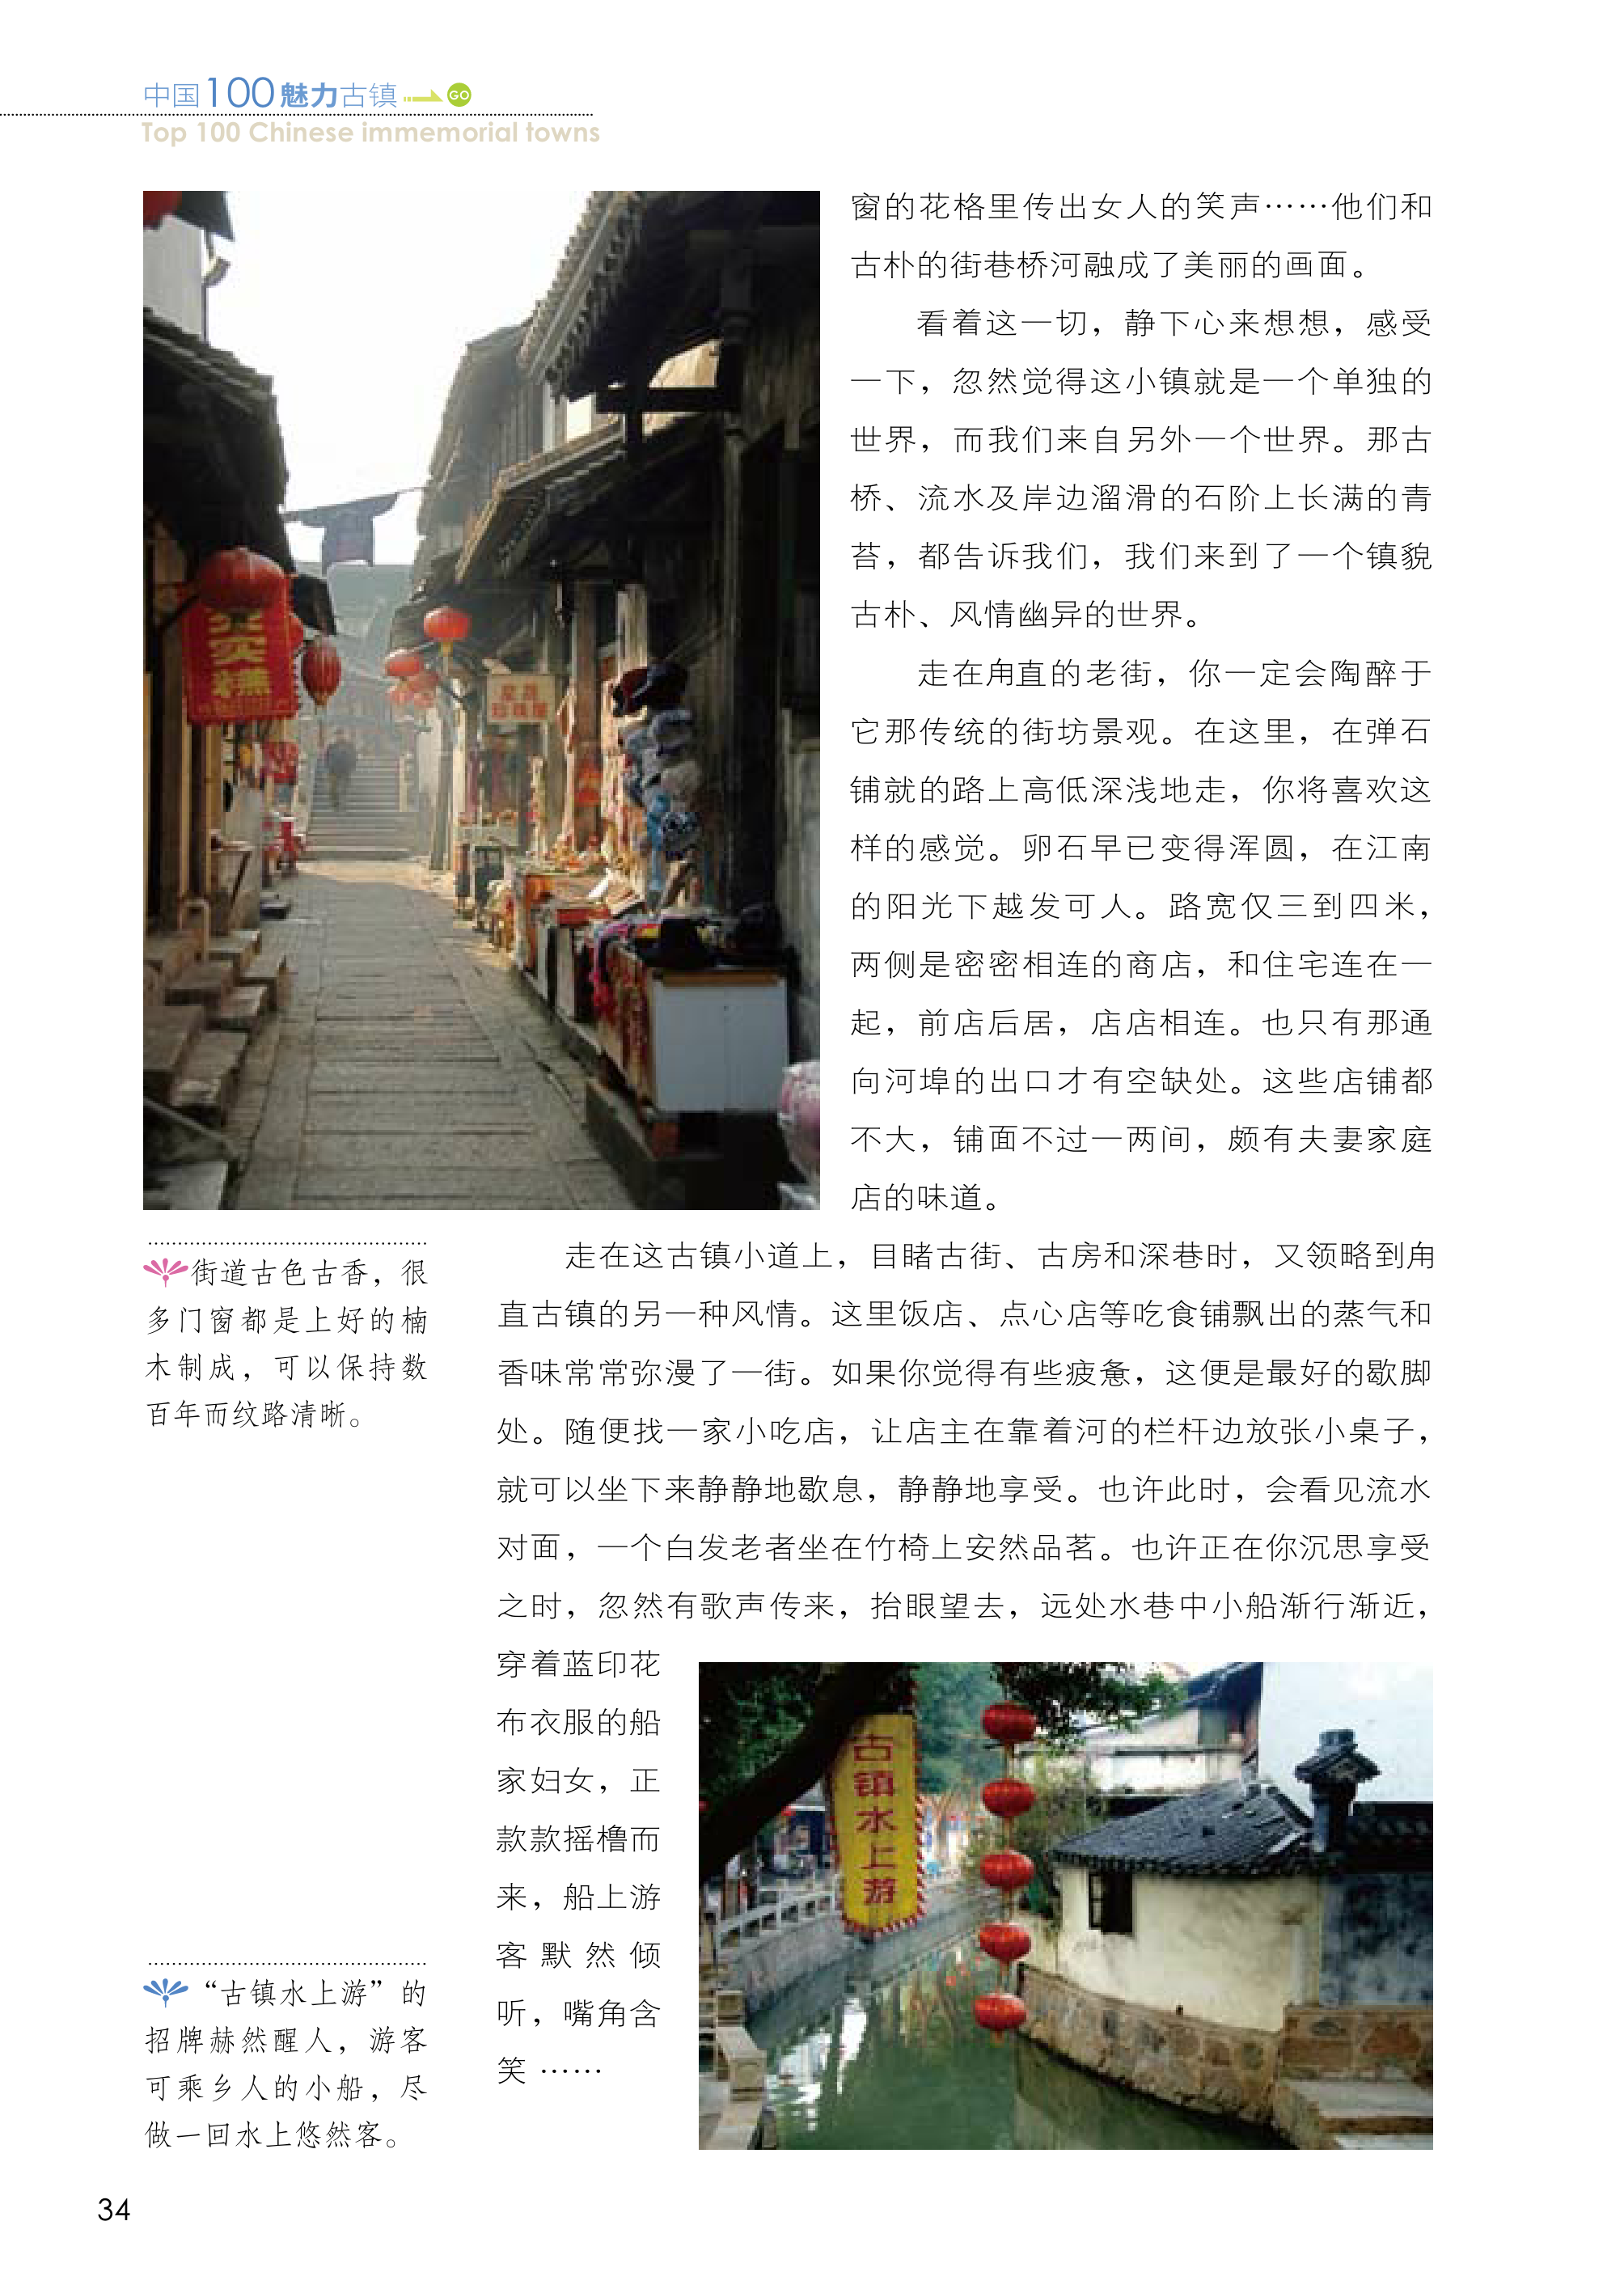 中国100魅力古镇 GO
Top 100 Chinese immemorial towns
窗的花格里传出女人的笑声……他们和
古朴的街巷桥河融成了美丽的画面。
看着这一切，静下心来想想，感受
一下，忽然觉得这小镇就是一个单独的
世界，而我们来自另外一个世界。那古
桥、流水及岸边溜滑的石阶上长满的青
苔，都告诉我们，我们来到了一个镇貌
古朴、风情幽异的世界。
走在甪直的老街，你一定会陶醉于
它那传统的街坊景观。在这里，在弹石
铺就的路上高低深浅地走，你将喜欢这
样的感觉。卵石早已变得浑圆，在江南
的阳光下越发可人。路宽仅三到四米，
两侧是密密相连的商店，和住宅连在一
起，前店后居，店店相连。也只有那通
向河埠的出口才有空缺处。这些店铺都
不大，铺面不过一两间，颇有夫妻家庭
店的味道。
走在这古镇小道上，目睹古街、古房和深巷时，又领略到甪
直古镇的另一种风情。这里饭店、点心店等吃食铺飘出的蒸气和
香味常常弥漫了一街。如果你觉得有些疲惫，这便是最好的歇脚
处。随便找一家小吃店，让店主在靠着河的栏杆边放张小桌子，
就可以坐下来静静地歇息，静静地享受。也许此时，会看见流水
对面，一个白发老者坐在竹椅上安然品茗。也许正在你沉思享受
之时，忽然有歌声传来，抬眼望去，远处水巷中小船渐行渐近，
穿着蓝印花
布衣服的船
家妇女，正
款款摇橹而
来，船上游
客默然倾
听，嘴角含
笑……
街道古色古香，很
多门窗都是上好的楠
木制成，可以保持数
百年而纹路清晰。
“古镇水上游”的
招牌赫然醒人，游客
可乘乡人的小船，尽
做一回水上悠然客。
古镇水上游
34